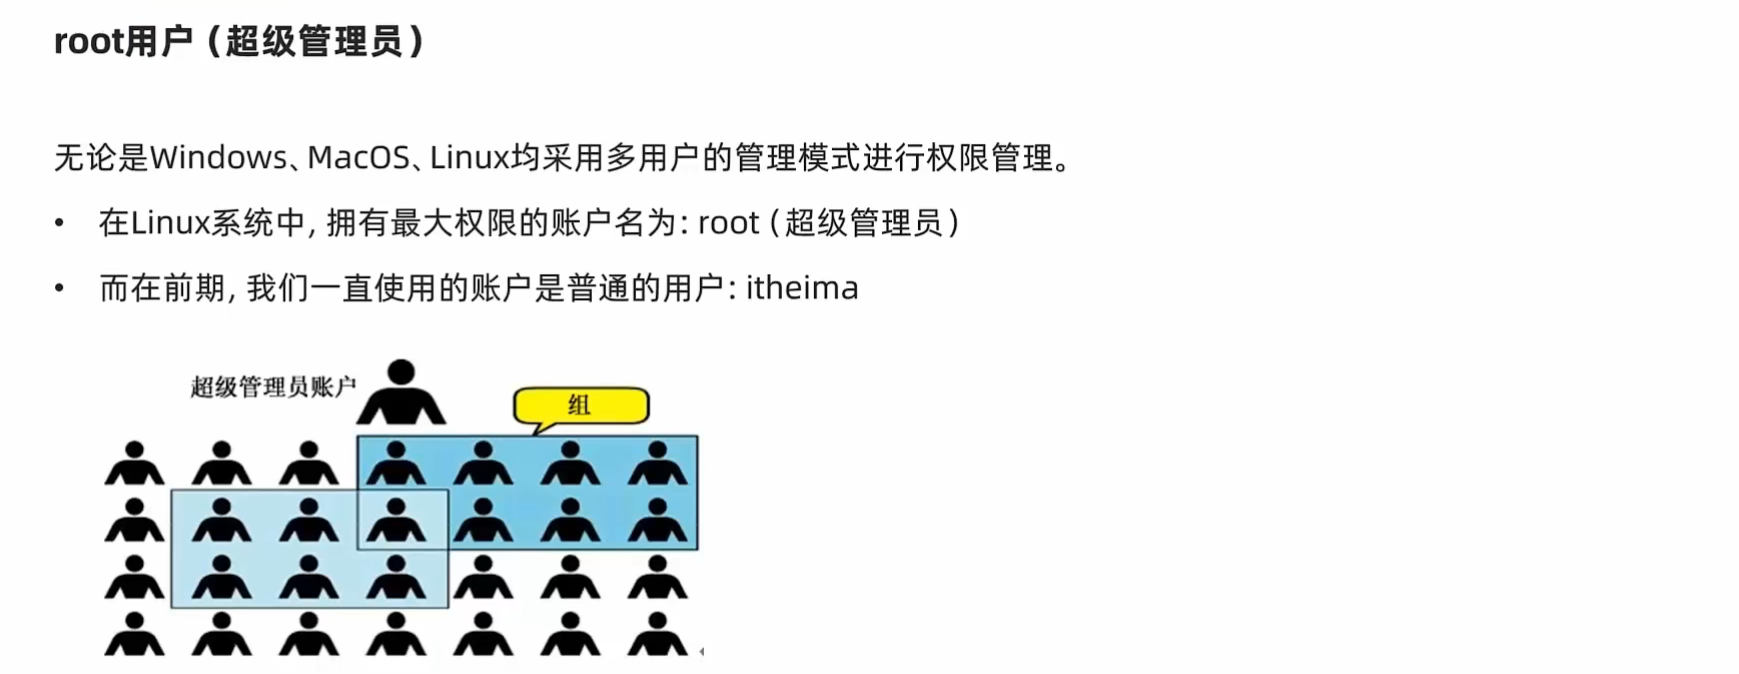 root用户（超级管理员）
无论是Windows、MacOS、Linux均采用多用户的管理模式进行权限管理。
• 在Linux系统中, 拥有最大权限的账户名为: root（超级管理员）
• 而在前期, 我们一直使用的账户是普通的用户: itheima
超级管理员账户
组